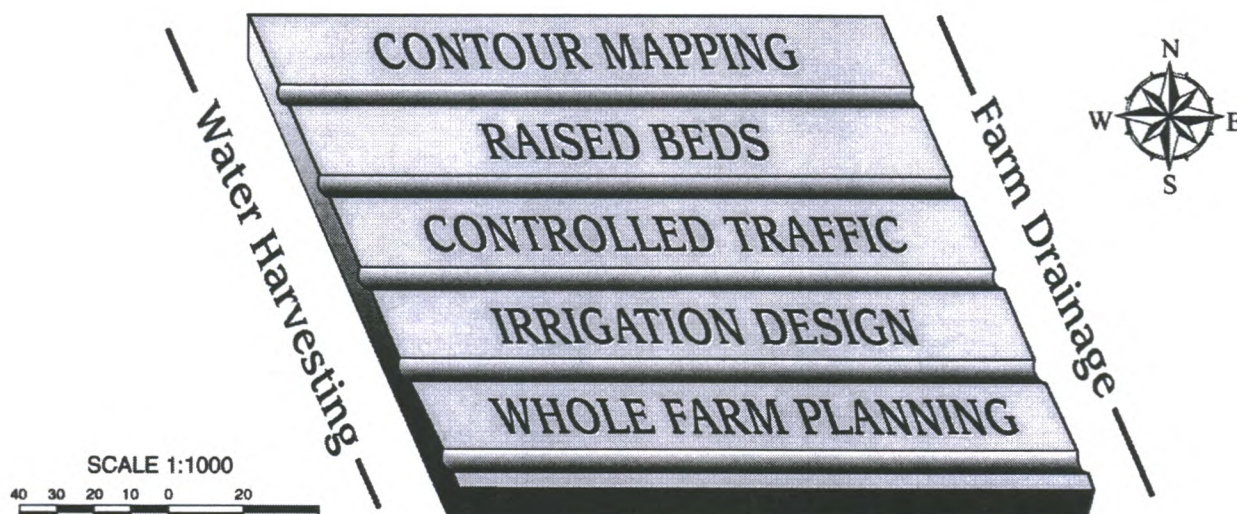 CONTOUR MAPPING
RAISED BEDS
CONTROLLED TRAFFIC
IRRIGATION DESIGN
WHOLE FARM PLANNING
Water Harvesting
Farm Drainage
N
W E
S
SCALE 1:1000
40 30 20 10 0 20